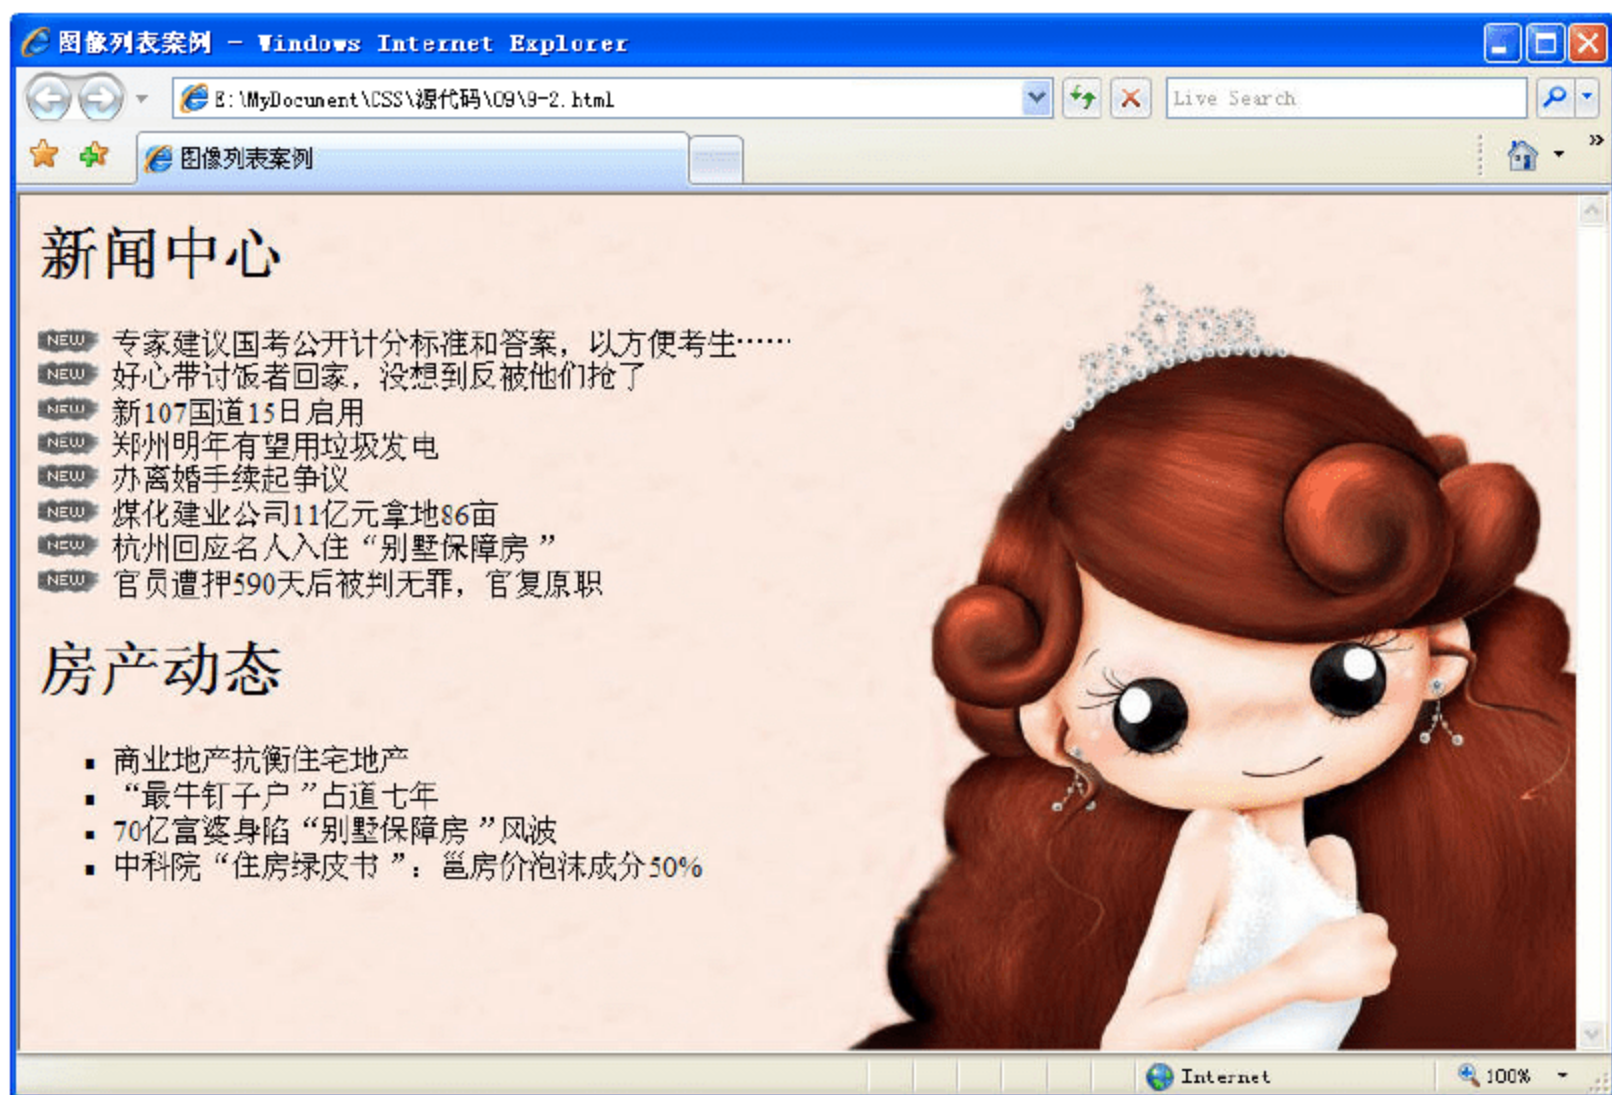 图像列表案例 - Windows Internet Explorer
E:\MyDocument\CSS\源代码\09\9-2.html
Live Search
图像列表案例
新闻中心
NEW 专家建议国考公开计分标准和答案，以方便考生……
NEW 好心带讨饭者回家，没想到反被他们抢了
NEW 新107国道15日启用
NEW 郑州明年有望用垃圾发电
NEW 办离婚手续起争议
NEW 煤化建业公司11亿元拿地86亩
NEW 杭州回应名人入住“别墅保障房”
NEW 官员遭押590天后被判无罪，官复原职
房产动态
商业地产抗衡住宅地产
“最牛钉子户”占道七年
70亿富婆身陷“别墅保障房”风波
中科院“住房绿皮书”：邕房价泡沫成分50%
Internet
100%